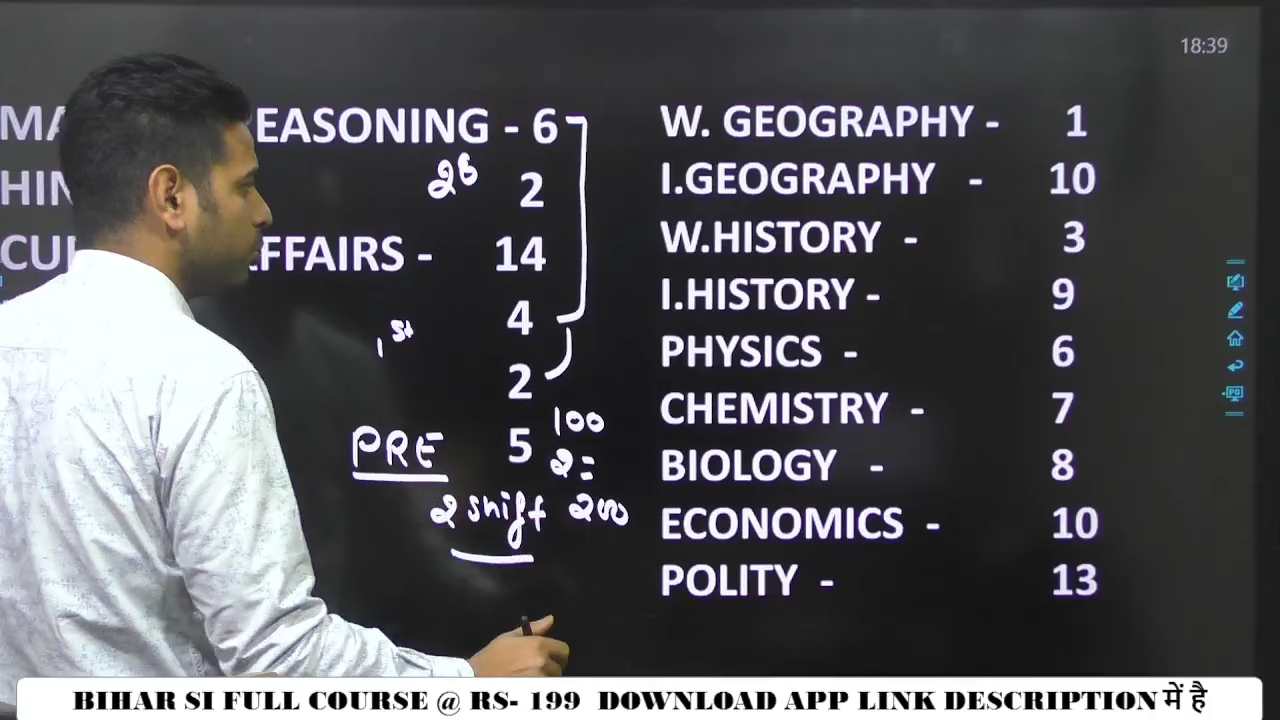 18:39
EASONING - 6
26
2
FFAIRS - 14
1st
4
2
PRE 5
100
2 =
2 shift 200
W. GEOGRAPHY - 1
I.GEOGRAPHY - 10
W.HISTORY - 3
I.HISTORY - 9
PHYSICS - 6
CHEMISTRY - 7
BIOLOGY - 8
ECONOMICS - 10
POLITY - 13
BIHAR SI FULL COURSE @ RS- 199 DOWNLOAD APP LINK DESCRIPTION में है